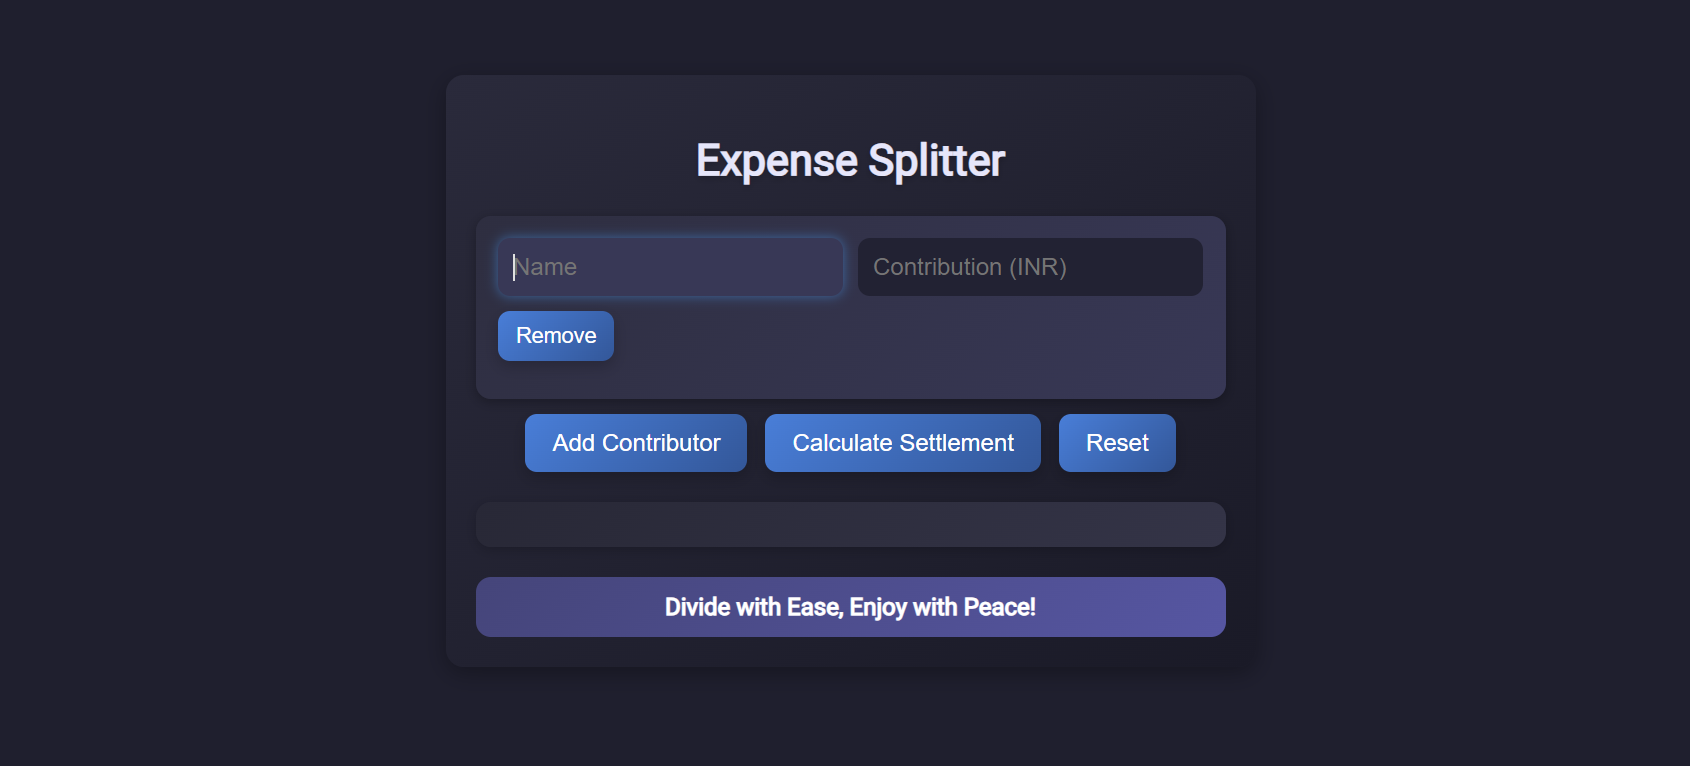 Expense Splitter
Name
Contribution (INR)
Remove
Add Contributor
Calculate Settlement
Reset
Divide with Ease, Enjoy with Peace!